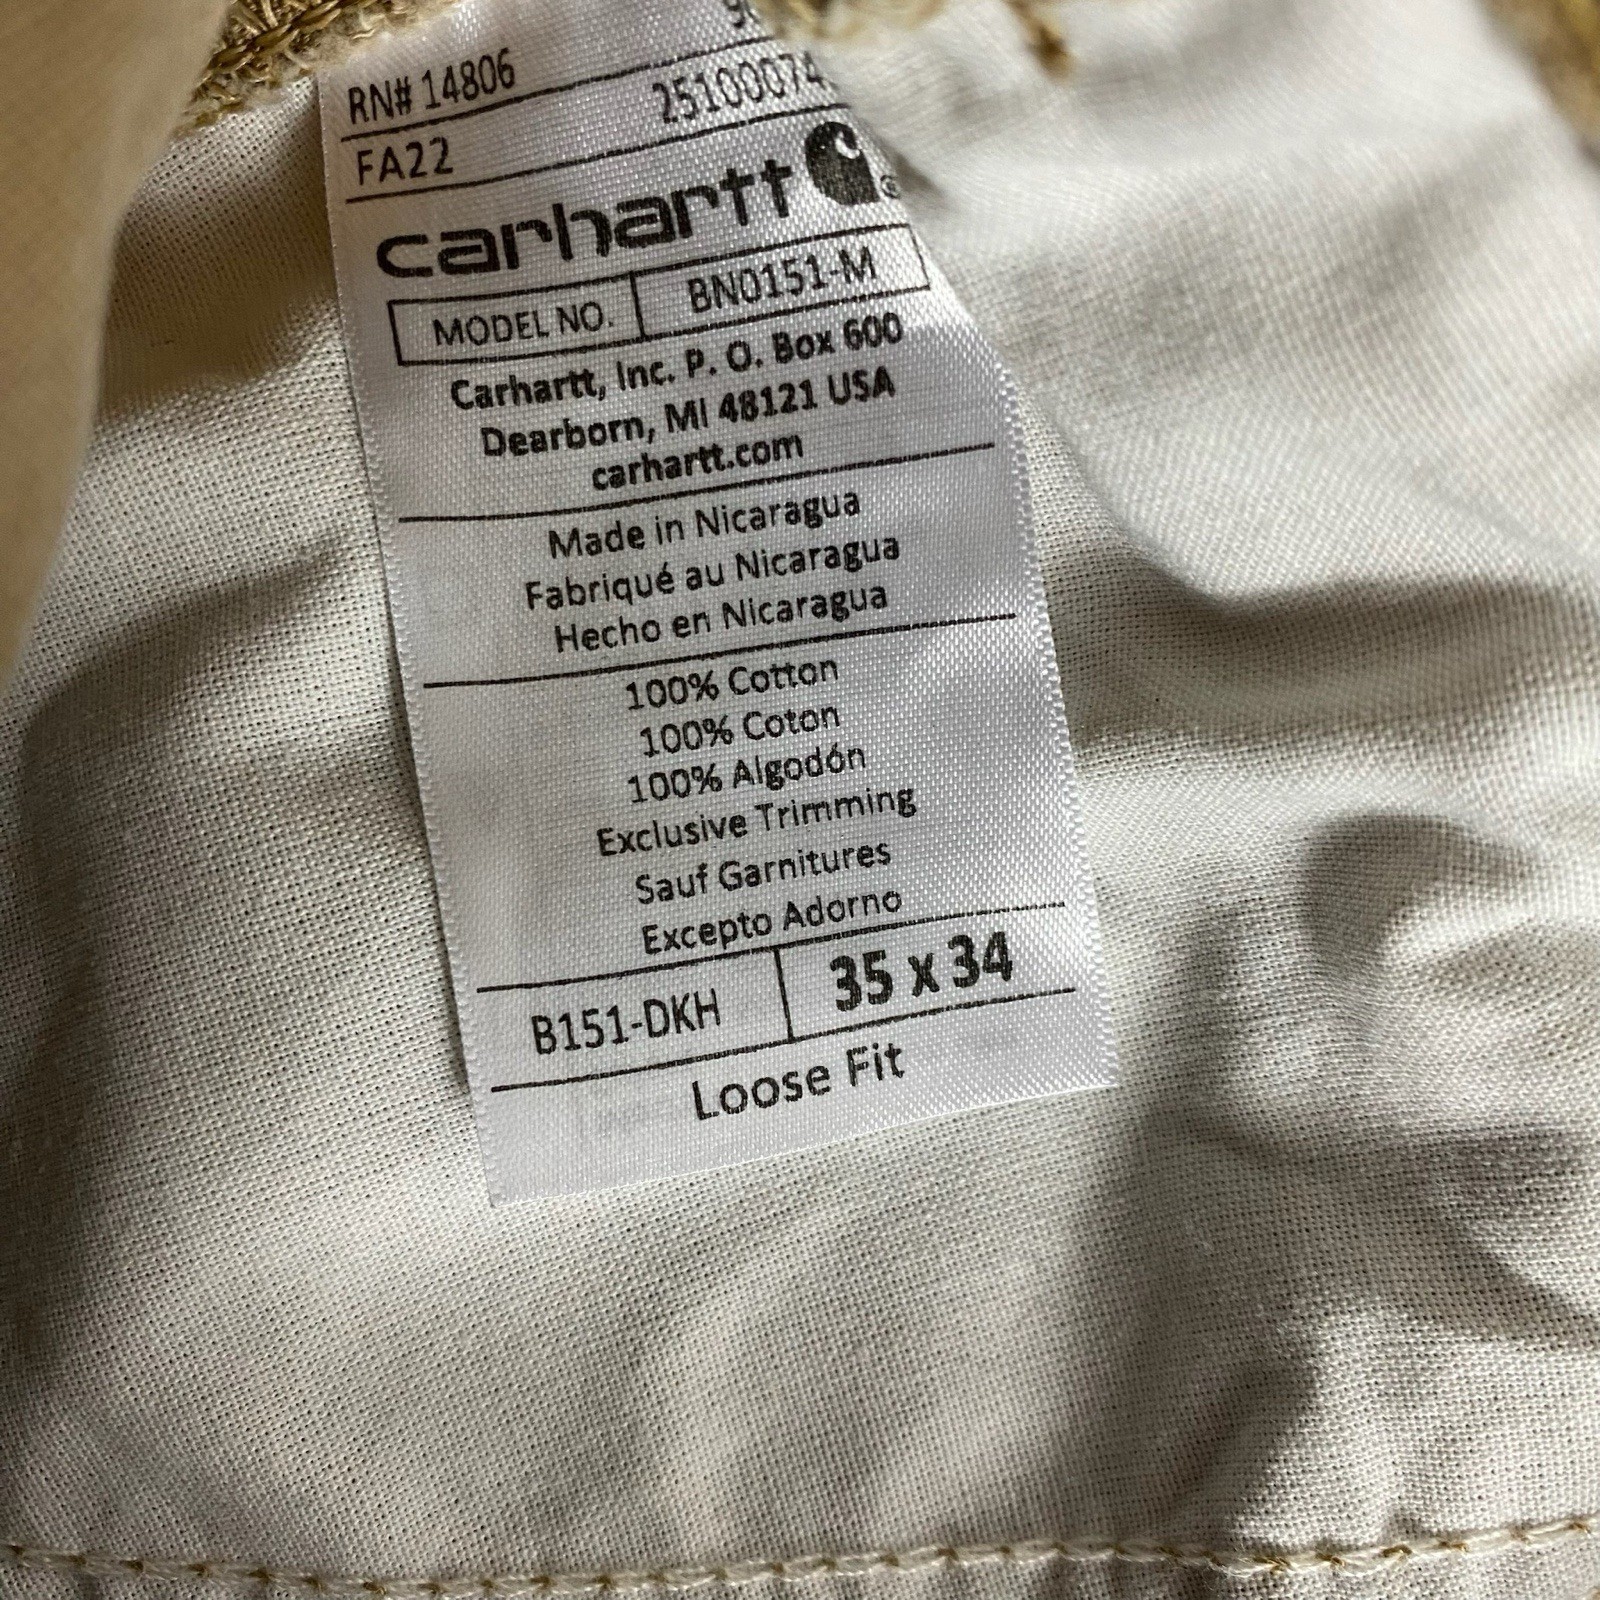 RN# 14806
FA22 25100074
carhartt
MODEL NO. BN0151-M
Carhartt, Inc. P. O. Box 600
Dearborn, MI 48121 USA
carhartt.com
Made in Nicaragua
Fabriqué au Nicaragua
Hecho en Nicaragua
100% Cotton
100% Coton
100% Algodón
Exclusive Trimming
Sauf Garnitures
Excepto Adorno
B151-DKH 35 x 34
Loose Fit